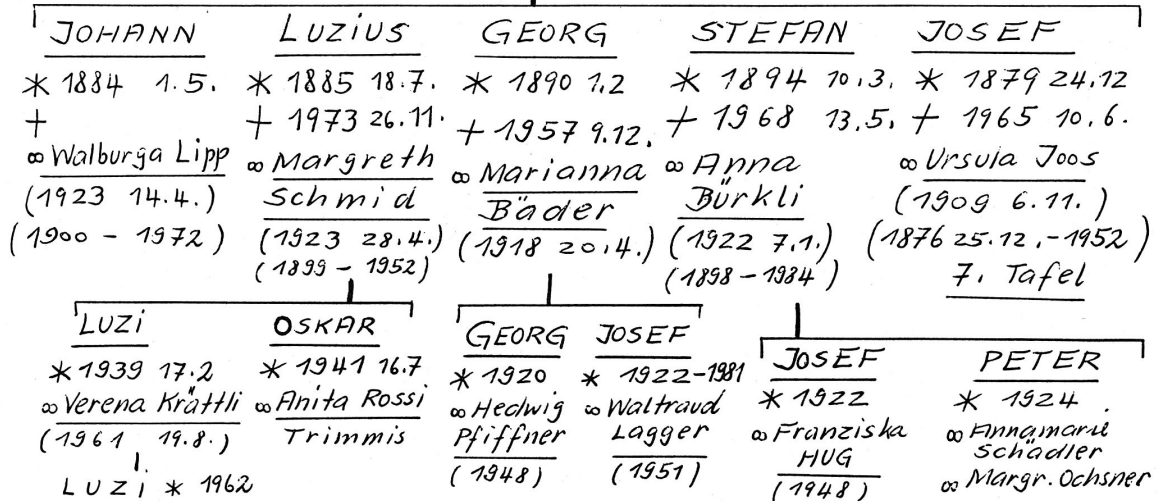 JOHANN
* 1884 1.5.
+
∞ Walburga Lipp
(1923 14.4.)
(1900 - 1972)
LUZIUS
* 1885 18.7.
+ 1973 26.11.
∞ Margreth
Schmid
(1923 28.4.)
(1899 - 1952)
GEORG
* 1890 1.2
+ 1957 9.12.
∞ Marianna
Bäder
(1918 20.4.)
STEFAN
* 1894 10.3.
+ 1968 13.5.
∞ Anna
Bürkli
(1922 7.1.)
(1898 - 1984)
JOSEF
* 1879 24.12
+ 1965 10.6.
∞ Ursula Joos
(1909 6.11.)
(1876 25.12. - 1952)
7. Tafel
LUZI
* 1939 17.2
∞ Verena Krättli
(1961 19.8.)
LUZI * 1962
OSKAR
* 1941 16.7
∞ Anita Rossi
Trimmis
GEORG
* 1920
∞ Hedwig
Pfiffner
(1948)
JOSEF
* 1922-1981
∞ Waltraud
Lagger
(1951)
JOSEF
* 1922
∞ Franziska
HUG
(1948)
PETER
* 1924
∞ Annamarie
Schädler
∞ Margr. Ochsner